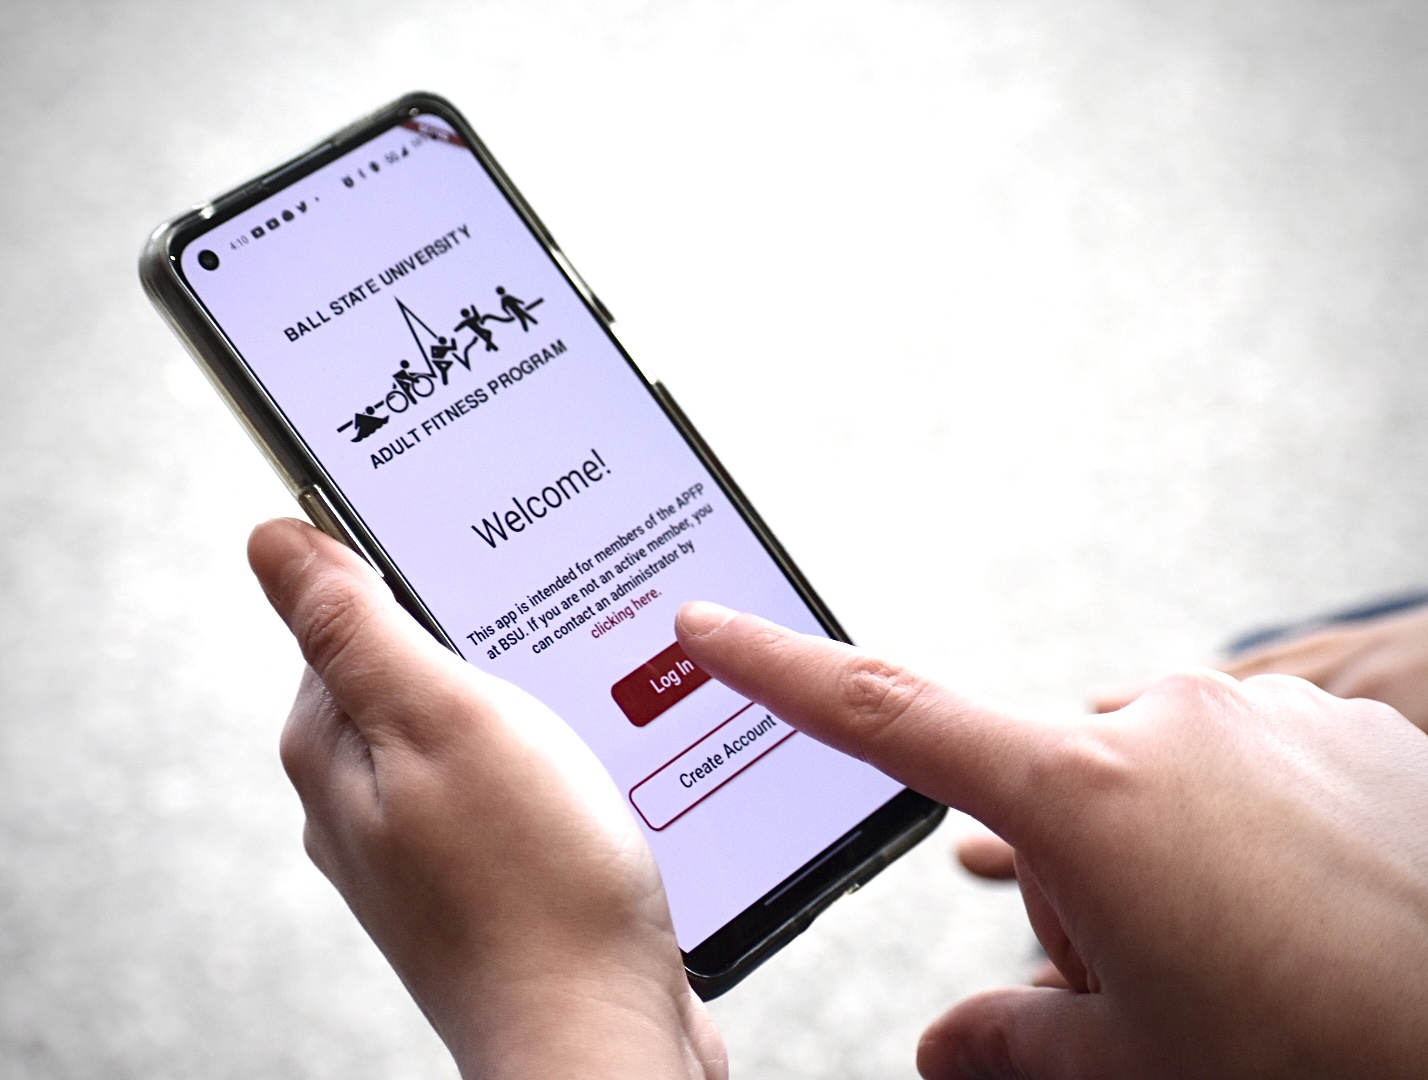 4:10
BALL STATE UNIVERSITY
ADULT FITNESS PROGRAM
Welcome!
This app is intended for members of the APFP
at BSU. If you are not an active member, you
can contact an administrator by
clicking here.
Log In
Create Account